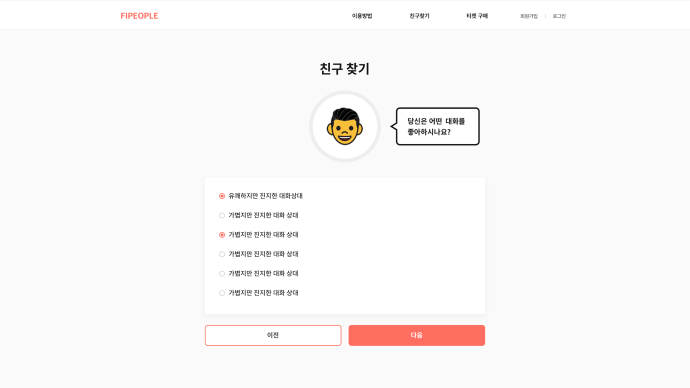 FIPEOPLE
이용방법
친구찾기
티켓 구매
회원가입
로그인
친구 찾기
당신은 어떤 대화를
좋아하시나요?
유쾌하지만 진지한 대화상대
가볍지만 진지한 대화 상대
가볍지만 진지한 대화 상대
가볍지만 진지한 대화 상대
가볍지만 진지한 대화 상대
가볍지만 진지한 대화 상대
이전
다음